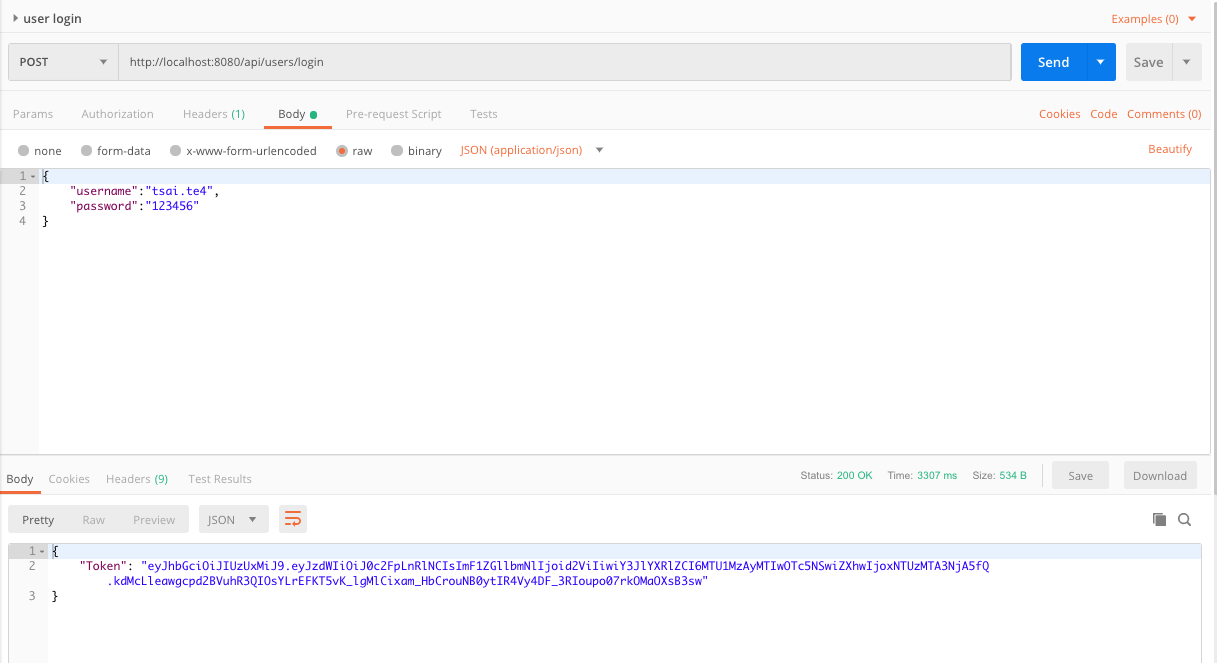 user login
Examples (0)
POST
http://localhost:8080/api/users/login
Send
Save
Params Authorization Headers (1) Body Pre-request Script Tests
Cookies Code Comments (0)
none form-data x-www-form-urlencoded raw binary JSON (application/json)
Beautify
1 {
2 "username":"tsai.te4",
3 "password":"123456"
4 }
Body Cookies Headers (9) Test Results
Status: 200 OK Time: 3307 ms Size: 534 B
Save
Download
Pretty Raw Preview JSON
1 {
2 "Token": "eyJhbGciOiJIUzUxMiJ9.eyJzdWIiOiJ0c2FpLnRlNCIsImF1ZGllbmNlIjoid2ViIiwiY3JlYXRlZCI6MTU1MzAyMTIwOTc5NSwiZXhwIjoxNTUzMTA3NjA5fQ
.kdMcLleawgcpd2BVuhR3QIOsYLrEFKT5vK_lgMlCixam_HbCrouNB0ytIR4Vy4DF_3RIoupo07rkOMaOXsB3sw"
3 }